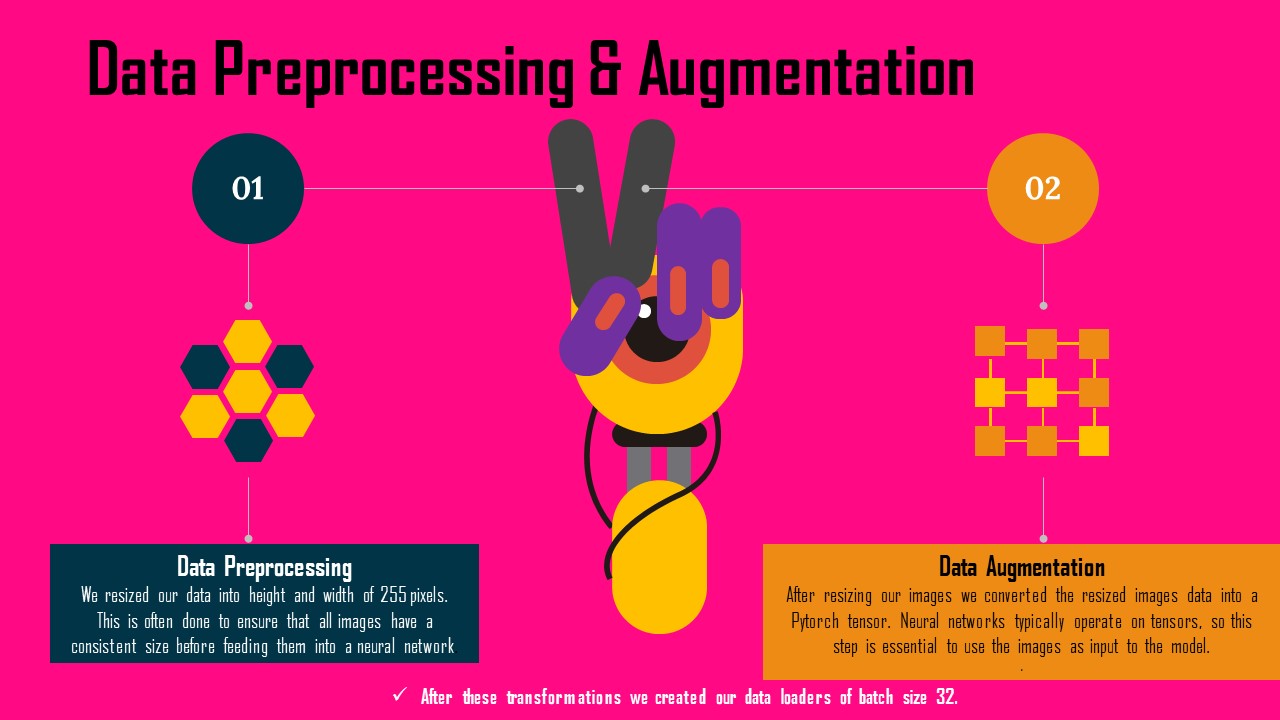 Data Preprocessing & Augmentation
01
02
Data Preprocessing
We resized our data into height and width of 255 pixels.
This is often done to ensure that all images have a
consistent size before feeding them into a neural network
Data Augmentation
After resizing our images we converted the resized images data into a
Pytorch tensor. Neural networks typically operate on tensors, so this
step is essential to use the images as input to the model.
.
✓ After these transformations we created our data loaders of batch size 32.